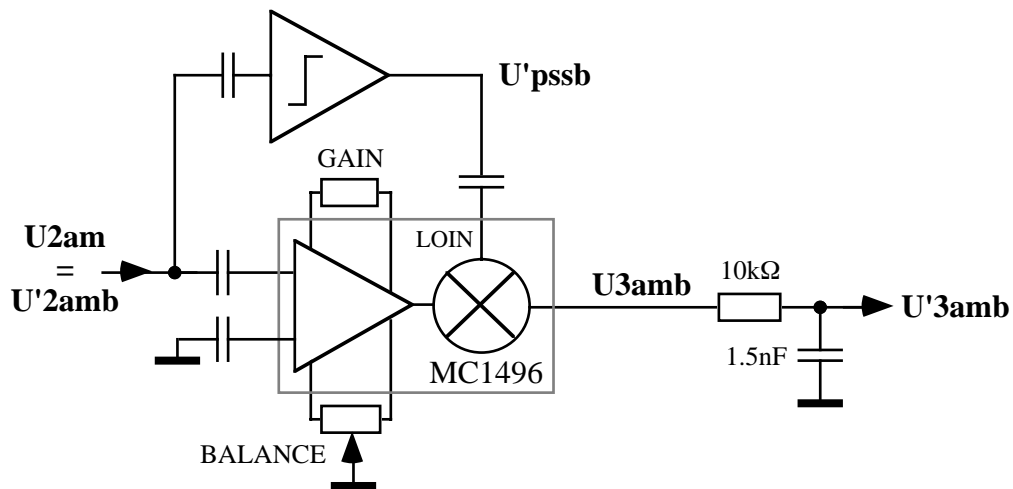 U'pssb
GAIN
LOIN
U2am
=
U'2amb
U3amb
10kΩ
U'3amb
1.5nF
MC1496
BALANCE